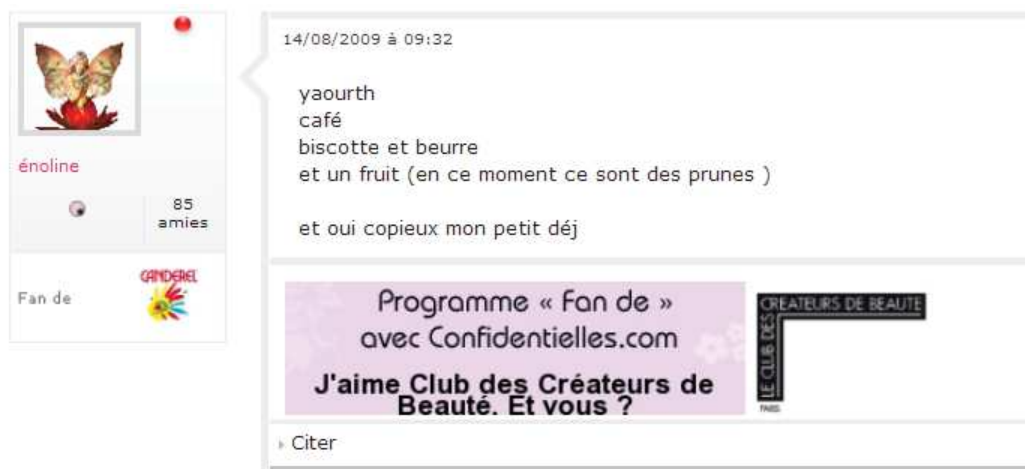 énoline
85
amies
Fan de
CANDEREL
14/08/2009 à 09:32
yaourth
café
biscotte et beurre
et un fruit (en ce moment ce sont des prunes )
et oui copieux mon petit déj
Programme « Fan de »
avec Confidentielles.com
J'aime Club des Créateurs de
Beauté. Et vous ?
LE CLUB DES
CREATEURS DE BEAUTE
PARIS
Citer